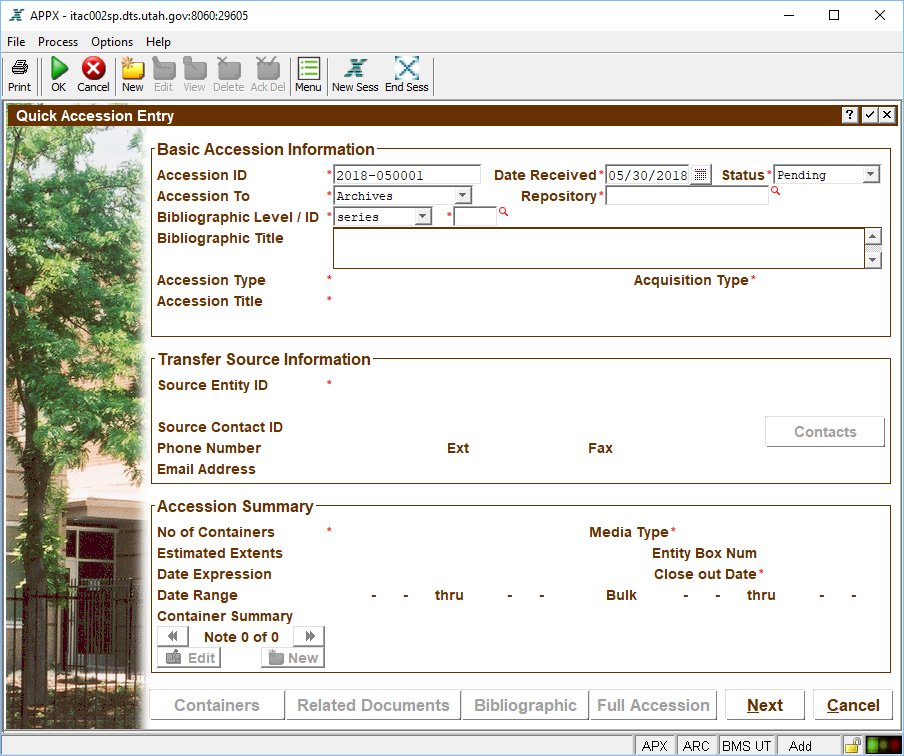 APPX - itac002sp.dts.utah.gov:8060:29605
File Process Options Help
Print OK Cancel New Edit View Delete Ack Del Menu New Sess End Sess
Quick Accession Entry ?
Basic Accession Information
Accession ID * 2018-050001 Date Received * 05/30/2018 Status * Pending
Accession To * Archives Repository *
Bibliographic Level / ID * series *
Bibliographic Title
Accession Type * Acquisition Type *
Accession Title *
Transfer Source Information
Source Entity ID *
Source Contact ID Contacts
Phone Number Ext Fax
Email Address
Accession Summary
No of Containers * Media Type *
Estimated Extents Entity Box Num
Date Expression Close out Date *
Date Range - - thru - - Bulk - - thru - -
Container Summary
Note 0 of 0
Edit New
Containers Related Documents Bibliographic Full Accession Next Cancel
APX ARC BMS UT Add